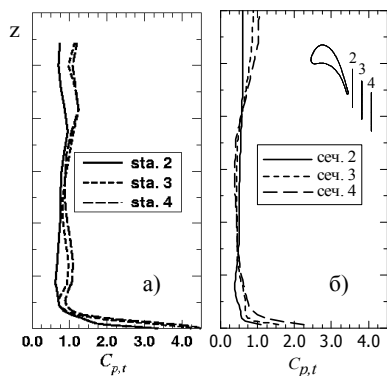 z
sta. 2
sta. 3
sta. 4
а)
0.0 1.0 2.0 3.0 4.0
C_{p,t}
2
3
4
сеч. 2
сеч. 3
сеч. 4
б)
0.0 1.0 2.0 3.0 4.0
C_{p,t}